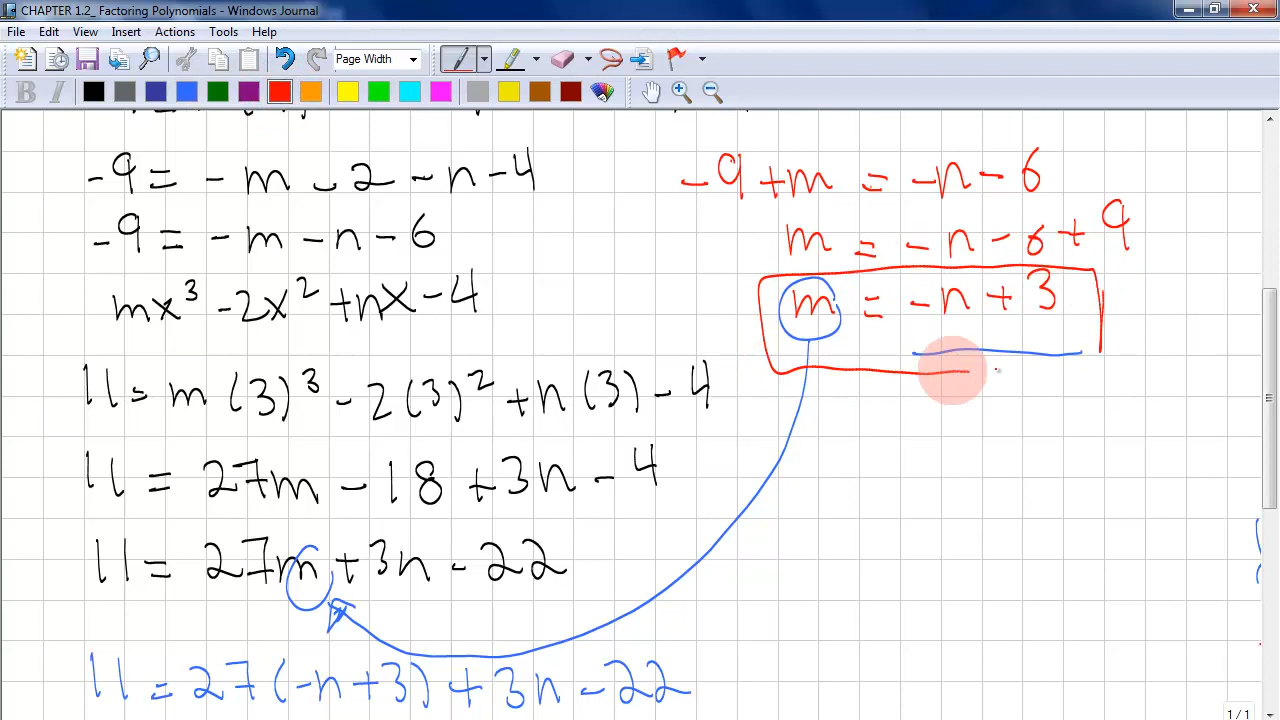 CHAPTER 1.2_ Factoring Polynomials - Windows Journal
File Edit View Insert Actions Tools Help
Page Width
B I
-9 = -m -2 -n -4
-9 = -m -n -6
mx³ -2x² +nx -4
11 = m(3)³ -2(3)² +n(3) -4
11 = 27m -18 +3n -4
11 = 27m +3n -22
11 = 27(-n+3) +3n -22
-9 +m = -n -6
m = -n -6 +9
m = -n +3
1/1